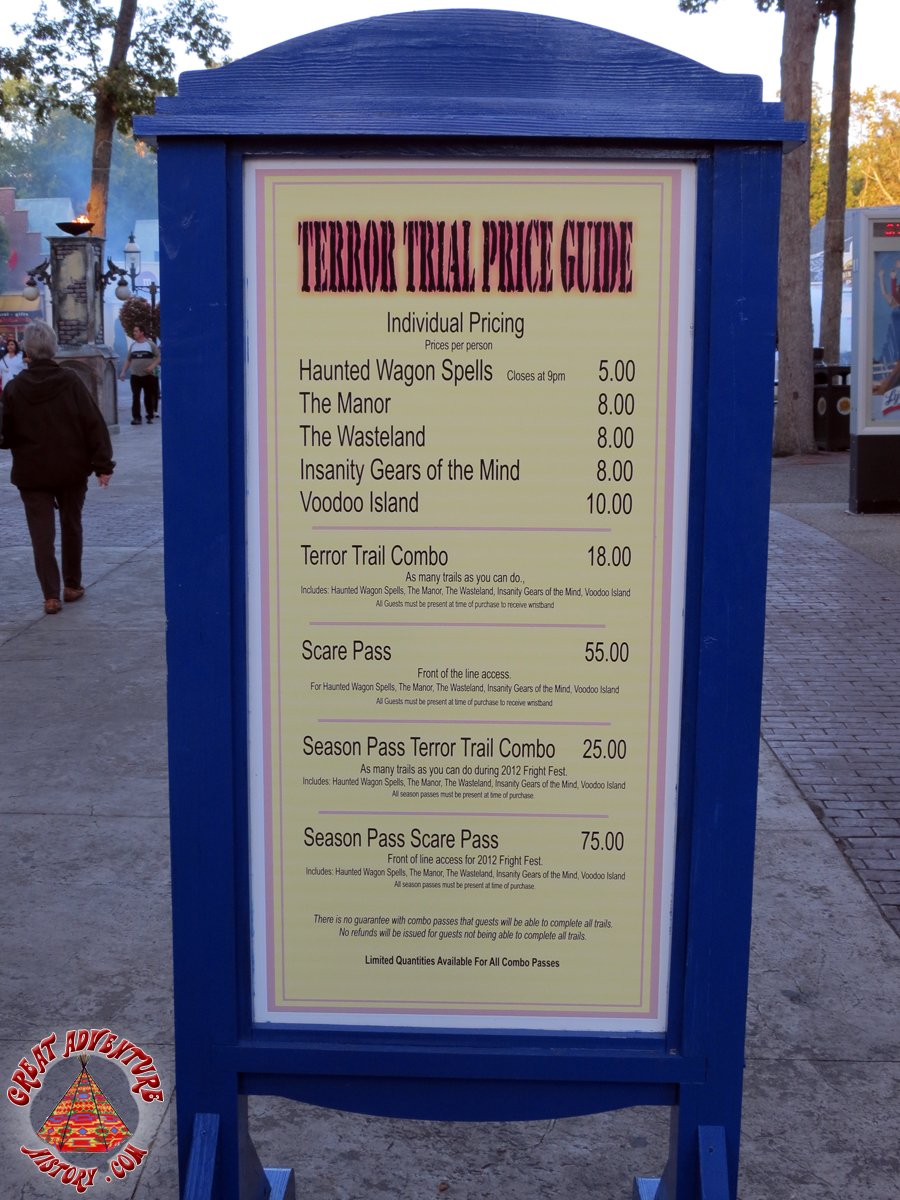 TERROR TRIAL PRICE GUIDE
Individual Pricing
Prices per person
Haunted Wagon Spells Closes at 9pm 5.00
The Manor 8.00
The Wasteland 8.00
Insanity Gears of the Mind 8.00
Voodoo Island 10.00
Terror Trail Combo 18.00
As many trails as you can do.,
Includes: Haunted Wagon Spells, The Manor, The Wasteland, Insanity Gears of the Mind, Voodoo Island
All Guests must be present at time of purchase to receive wristband
Scare Pass 55.00
Front of the line access.
For Haunted Wagon Spells, The Manor, The Wasteland, Insanity Gears of the Mind, Voodoo Island
All Guests must be present at time of purchase to receive wristband
Season Pass Terror Trail Combo 25.00
As many trails as you can do during 2012 Fright Fest.
Includes: Haunted Wagon Spells, The Manor, The Wasteland, Insanity Gears of the Mind, Voodoo Island
All season passes must be present at time of purchase
Season Pass Scare Pass 75.00
Front of line access for 2012 Fright Fest.
Includes: Haunted Wagon Spells, The Manor, The Wasteland, Insanity Gears of the Mind, Voodoo Island
All season passes must be present at time of purchase
There is no guarantee with combo passes that guests will be able to complete all trails.
No refunds will be issued for guests not being able to complete all trails.
Limited Quantities Available For All Combo Passes
GREAT ADVENTURE
HISTORY.COM